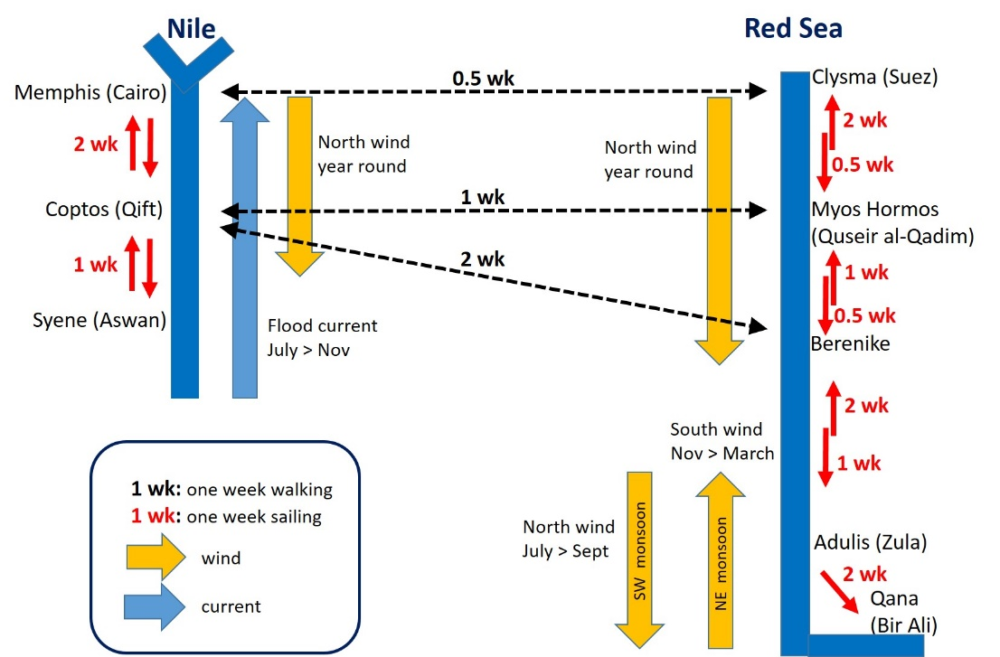 Nile
Red Sea
Memphis (Cairo)
0.5 wk
Clysma (Suez)
2 wk
North wind
year round
North wind
year round
2 wk
0.5 wk
Coptos (Qift)
1 wk
Myos Hormos
(Quseir al-Qadim)
1 wk
2 wk
1 wk
0.5 wk
Syene (Aswan)
Flood current
July > Nov
Berenike
2 wk
1 wk
South wind
Nov > March
North wind
July > Sept
SW monsoon
NE monsoon
Adulis (Zula)
2 wk
Qana
(Bir Ali)
1 wk: one week walking
1 wk: one week sailing
wind
current